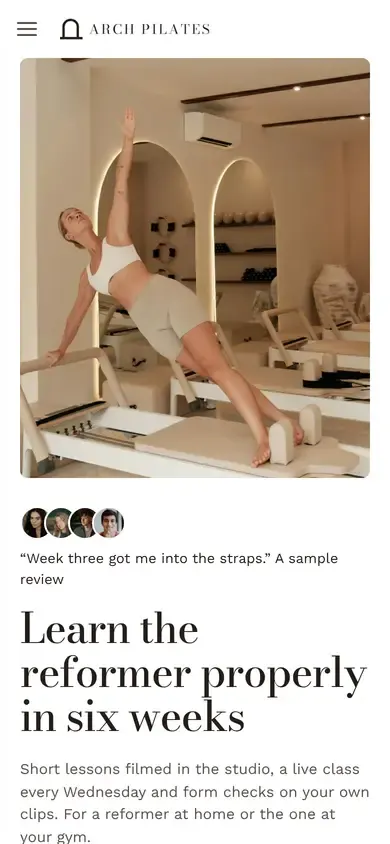 ARCH PILATES
“Week three got me into the straps.” A sample
review
Learn the
reformer properly
in six weeks
Short lessons filmed in the studio, a live class
every Wednesday and form checks on your own
clips. For a reformer at home or the one at
your gym.